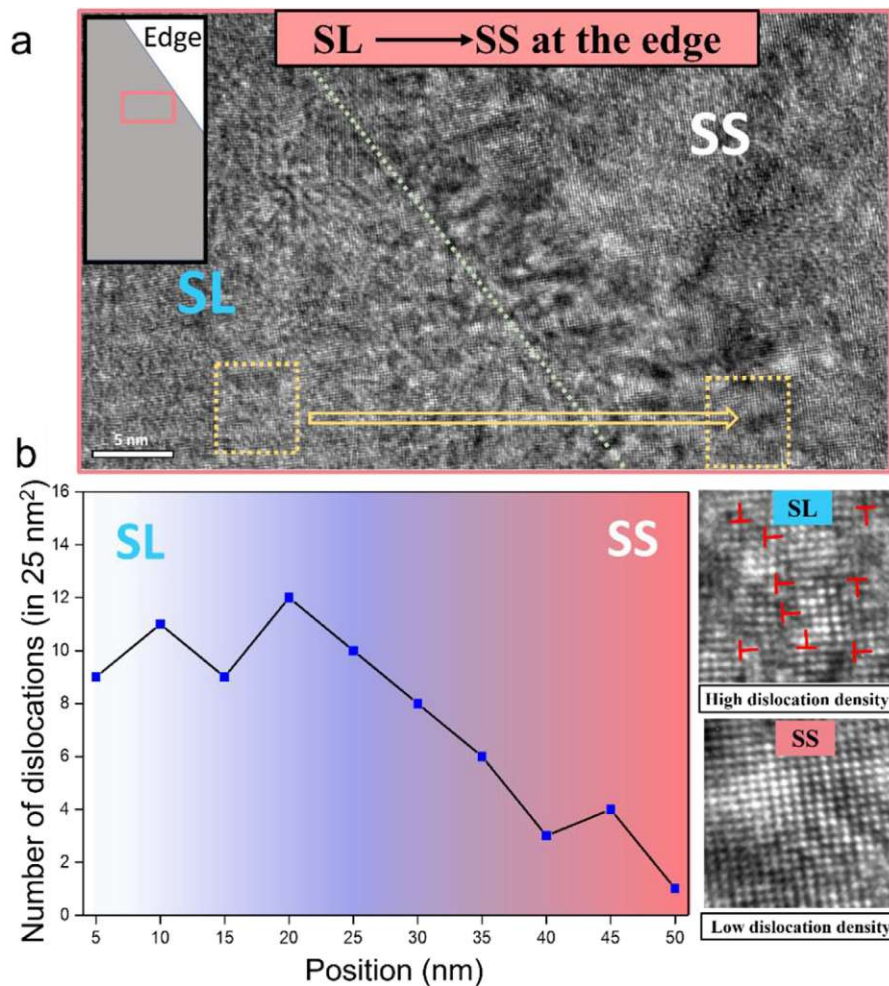 a
Edge
SL → SS at the edge
SS
SL
5 nm
b
Number of dislocations (in 25 nm²)
16
14
12
10
8
6
4
2
0
SL
SS
5 10 15 20 25 30 35 40 45 50
Position (nm)
SL
High dislocation density
SS
Low dislocation density